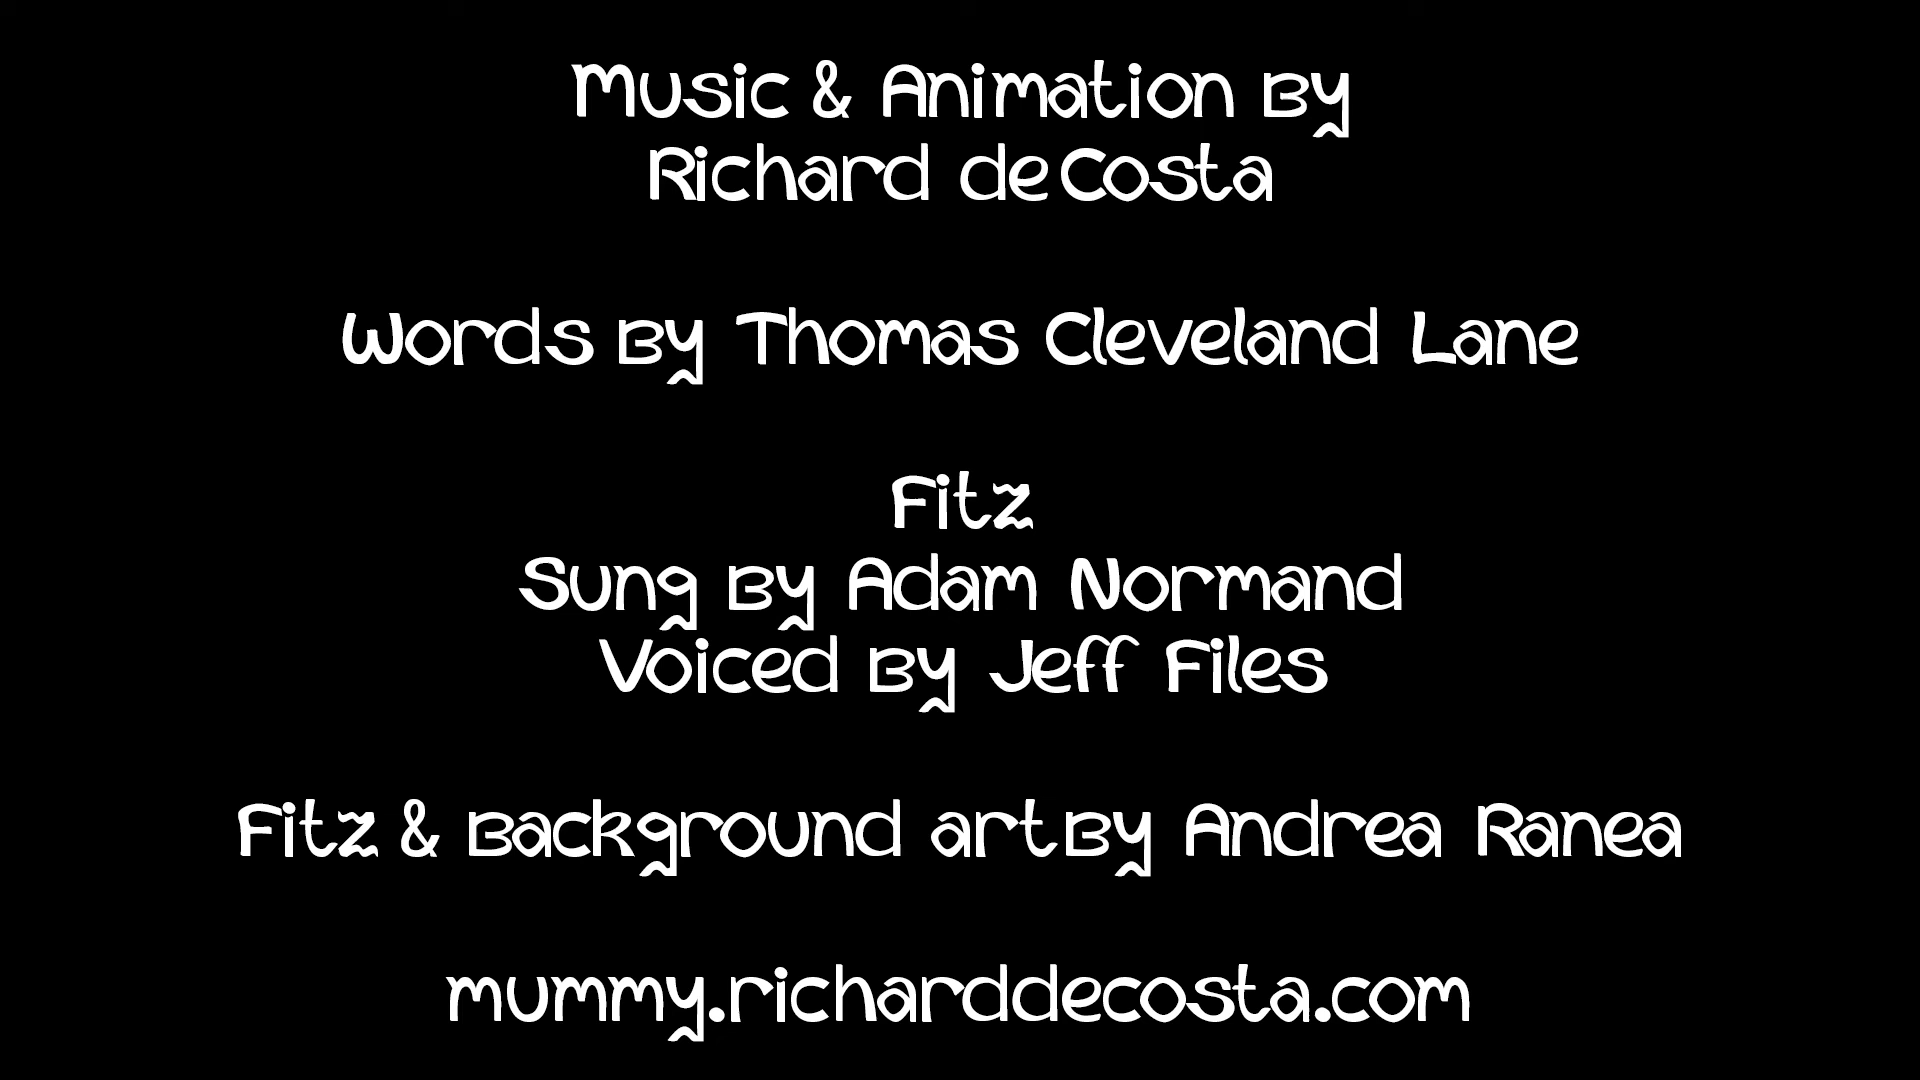 Music & Animation By
Richard deCosta
Words By Thomas Cleveland Lane
Fitz
Sung By Adam Normand
Voiced By Jeff Files
Fitz & Background art By Andrea Ranea
mummy.richarddecosta.com